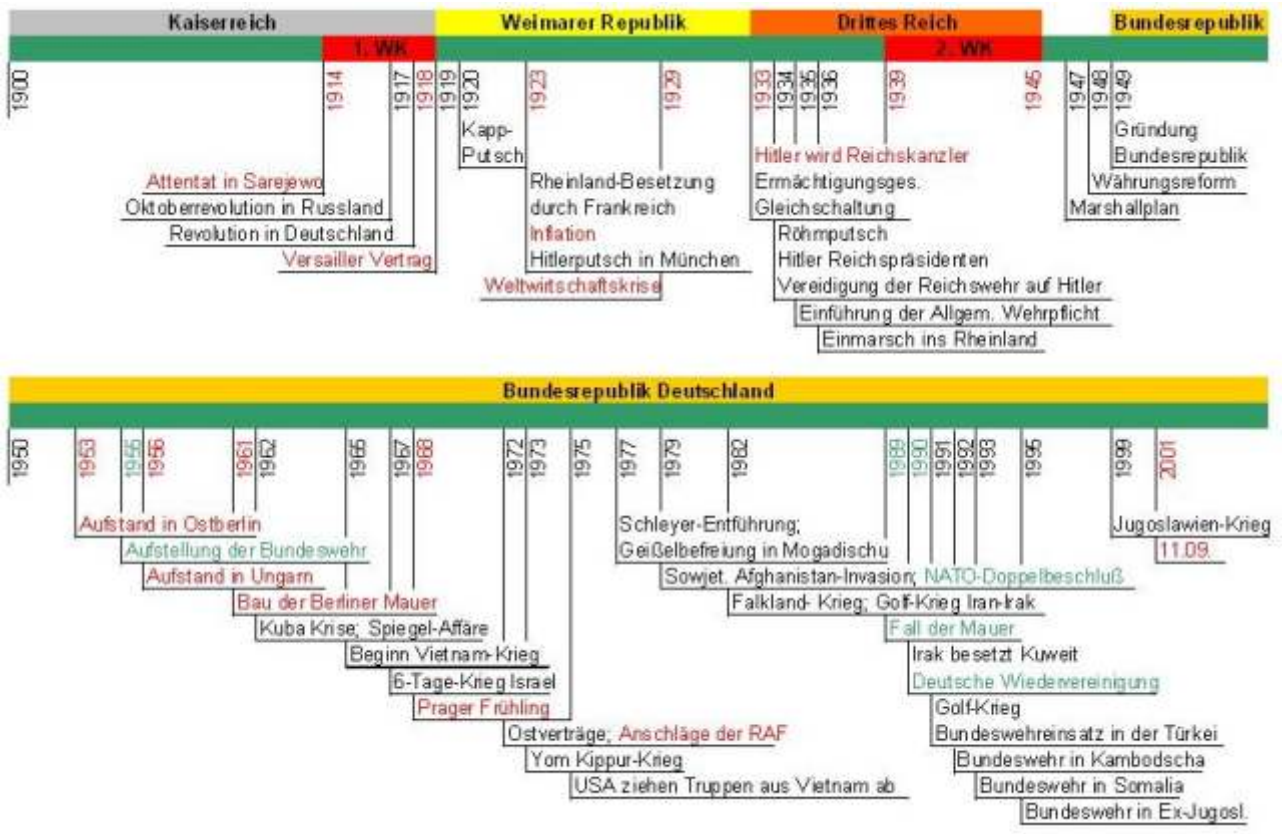 Kaiserreich Weimarer Republik Drittes Reich Bundesrepublik
1. WK 2. WK
1900 1914 1917 1918 1919 1920 1923 1929 1933 1934 1935 1936 1939 1945 1947 1948 1949
Kapp-
Putsch
Gründung
Bundesrepublik
Hitler wird Reichskanzler
Attentat in Sarejewo
Rheinland-Besetzung
Ermächtigungsges.
Währungsreform
Oktoberrevolution in Russland
durch Frankreich
Gleichschaltung
Marshallplan
Revolution in Deutschland
Inflation
Röhmputsch
Versailler Vertrag
Hitlerputsch in München
Hitler Reichspräsidenten
Weltwirtschaftskrise
Vereidigung der Reichswehr auf Hitler
Einführung der Allgem. Wehrpflicht
Einmarsch ins Rheinland
Bundesrepublik Deutschland
1950 1953 1955 1956 1961 1962 1965 1967 1968 1972 1973 1975 1977 1979 1982 1989 1990 1991 1992 1993 1995 1999 2001
Aufstand in Ostberlin
Schleyer-Entführung;
Jugoslawien-Krieg
Aufstellung der Bundeswehr
Geißelbefreiung in Mogadischu
11.09.
Aufstand in Ungarn
Sowjet. Afghanistan-Invasion; NATO-Doppelbeschluß
Bau der Berliner Mauer
Falkland- Krieg; Golf-Krieg Iran-Irak
Kuba Krise; Spiegel-Affäre
Fall der Mauer
Beginn Vietnam-Krieg
Irak besetzt Kuweit
6-Tage-Krieg Israel
Deutsche Wiedervereinigung
Prager Frühling
Golf-Krieg
Ostverträge; Anschläge der RAF
Bundeswehreinsatz in der Türkei
Yom Kippur-Krieg
Bundeswehr in Kambodscha
USA ziehen Truppen aus Vietnam ab
Bundeswehr in Somalia
Bundeswehr in Ex-Jugosl.